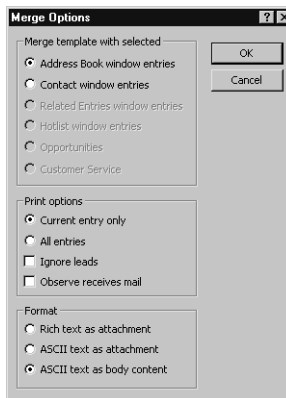 Merge Options
Merge template with selected
Address Book window entries
Contact window entries
Related Entries window entries
Hotlist window entries
Opportunities
Customer Service
OK
Cancel
Print options
Current entry only
All entries
Ignore leads
Observe receives mail
Format
Rich text as attachment
ASCII text as attachment
ASCII text as body content